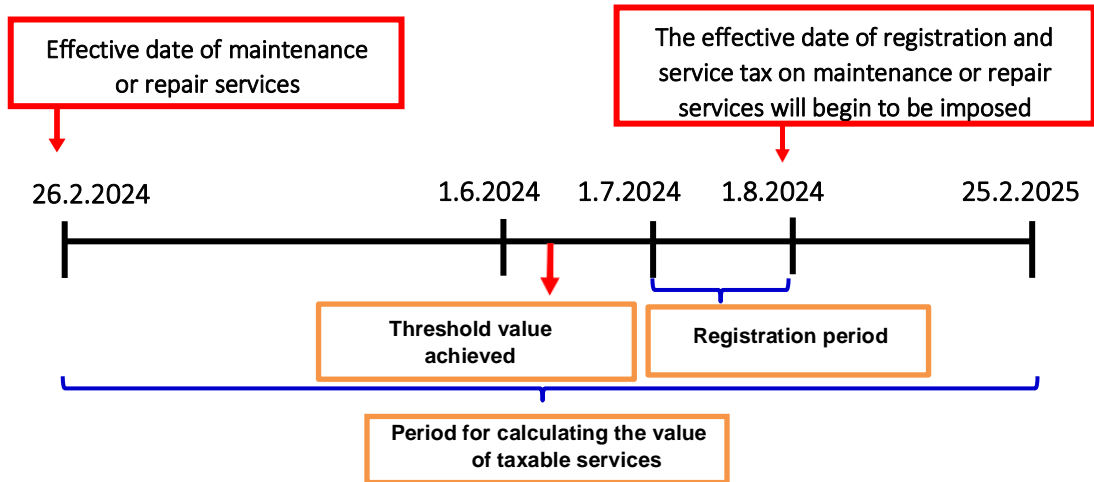 Effective date of maintenance
or repair services
The effective date of registration and
service tax on maintenance or repair
services will begin to be imposed
26.2.2024
1.6.2024
1.7.2024
1.8.2024
25.2.2025
Threshold value
achieved
Registration period
Period for calculating the value
of taxable services